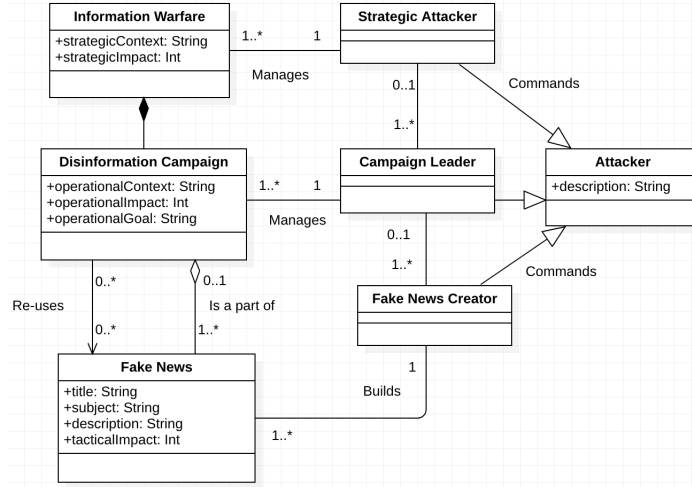 Information Warfare
+strategicContext: String
+strategicImpact: Int
1..*
1
Manages
Strategic Attacker
Commands
0..1
1..*
Disinformation Campaign
+operationalContext: String
+operationalImpact: Int
+operationalGoal: String
1..*
1
Manages
Campaign Leader
Attacker
+description: String
0..1
1..*
Commands
0..*
0..1
Re-uses
Is a part of
0..*
1..*
Fake News Creator
1
Builds
1..*
Fake News
+title: String
+subject: String
+description: String
+tacticalImpact: Int